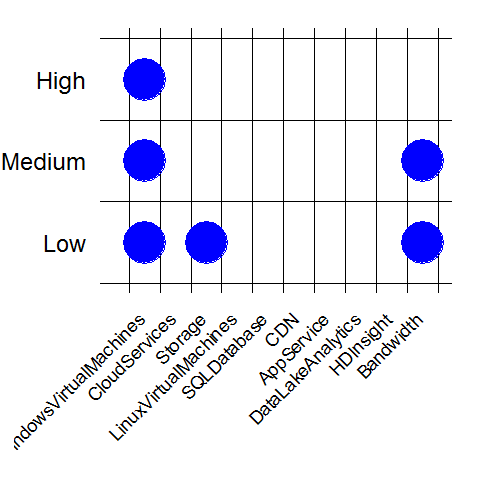 High
Medium
Low
ndowsVirtualMachines
CloudServices
Storage
LinuxVirtualMachines
SQLDatabase
CDN
AppService
DataLakeAnalytics
HDInsight
Bandwidth